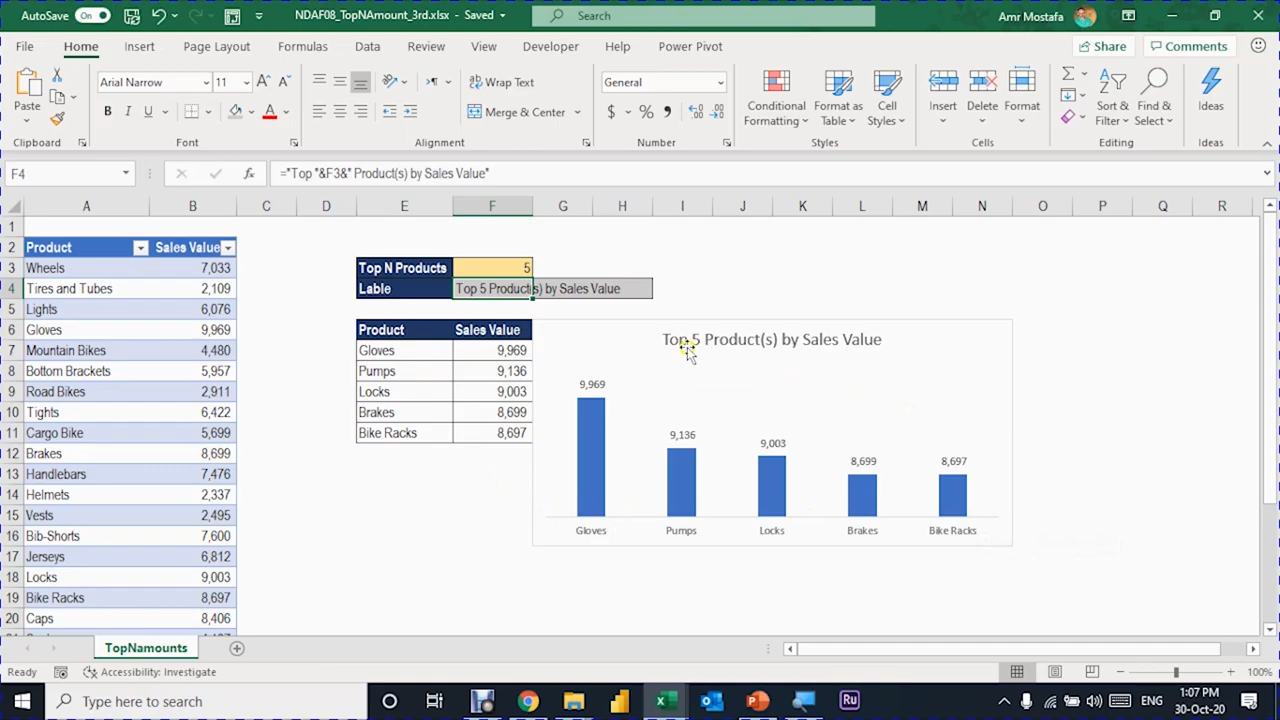 AutoSave On NDAF08_TopNAmount_3rd.xlsx - Saved Search Amr Mostafa
File Home Insert Page Layout Formulas Data Review View Developer Help Power Pivot Share Comments
Paste Arial Narrow 11 Wrap Text General Conditional Formatting Format as Table Cell Styles Insert Delete Format Sort & Filter Find & Select Ideas
B I U A Merge & Center $ %
Clipboard Font Alignment Number Styles Cells Editing Ideas
F4 fx ="Top "&F3&" Product(s) by Sales Value"
A B C D E F G H I J K L M N O P Q R
1
2 Product Sales Value
3 Wheels 7,033 Top N Products 5
4 Tires and Tubes 2,109 Lable Top 5 Product(s) by Sales Value
5 Lights 6,076
6 Gloves 9,969 Product Sales Value
7 Mountain Bikes 4,480 Gloves 9,969
8 Bottom Brackets 5,957 Pumps 9,136
9 Road Bikes 2,911 Locks 9,003
10 Tights 6,422 Brakes 8,699
11 Cargo Bike 5,699 Bike Racks 8,697
12 Brakes 8,699
13 Handlebars 7,476
14 Helmets 2,337
15 Vests 2,495
16 Bib-Shorts 7,600
17 Jerseys 6,812
18 Locks 9,003
19 Bike Racks 8,697
20 Caps 8,406
Top 5 Product(s) by Sales Value
9,969 9,136 9,003 8,699 8,697
Gloves Pumps Locks Brakes Bike Racks
TopNamounts
Ready Accessibility: Investigate 100%
Type here to search Ru ENG 1:07 PM
30-Oct-20